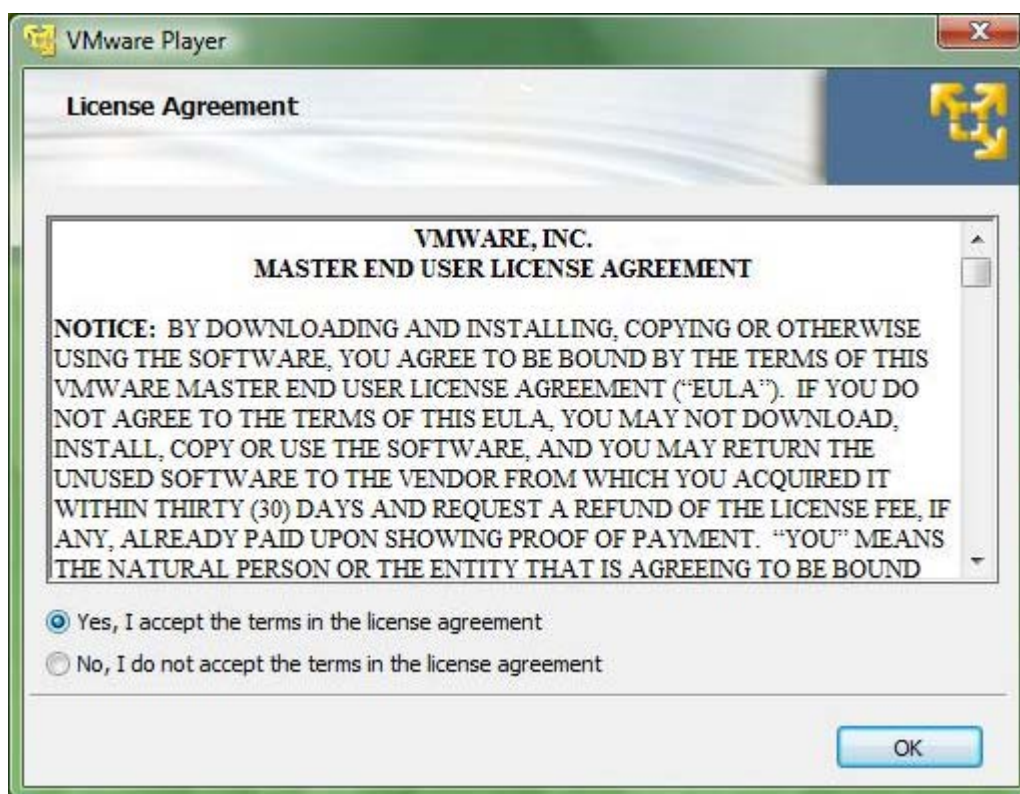 VMware Player
License Agreement
VMWARE, INC.
MASTER END USER LICENSE AGREEMENT
NOTICE: BY DOWNLOADING AND INSTALLING, COPYING OR OTHERWISE
USING THE SOFTWARE, YOU AGREE TO BE BOUND BY THE TERMS OF THIS
VMWARE MASTER END USER LICENSE AGREEMENT (“EULA”). IF YOU DO
NOT AGREE TO THE TERMS OF THIS EULA, YOU MAY NOT DOWNLOAD,
INSTALL, COPY OR USE THE SOFTWARE, AND YOU MAY RETURN THE
UNUSED SOFTWARE TO THE VENDOR FROM WHICH YOU ACQUIRED IT
WITHIN THIRTY (30) DAYS AND REQUEST A REFUND OF THE LICENSE FEE, IF
ANY, ALREADY PAID UPON SHOWING PROOF OF PAYMENT. “YOU” MEANS
THE NATURAL PERSON OR THE ENTITY THAT IS AGREEING TO BE BOUND
Yes, I accept the terms in the license agreement
No, I do not accept the terms in the license agreement
OK